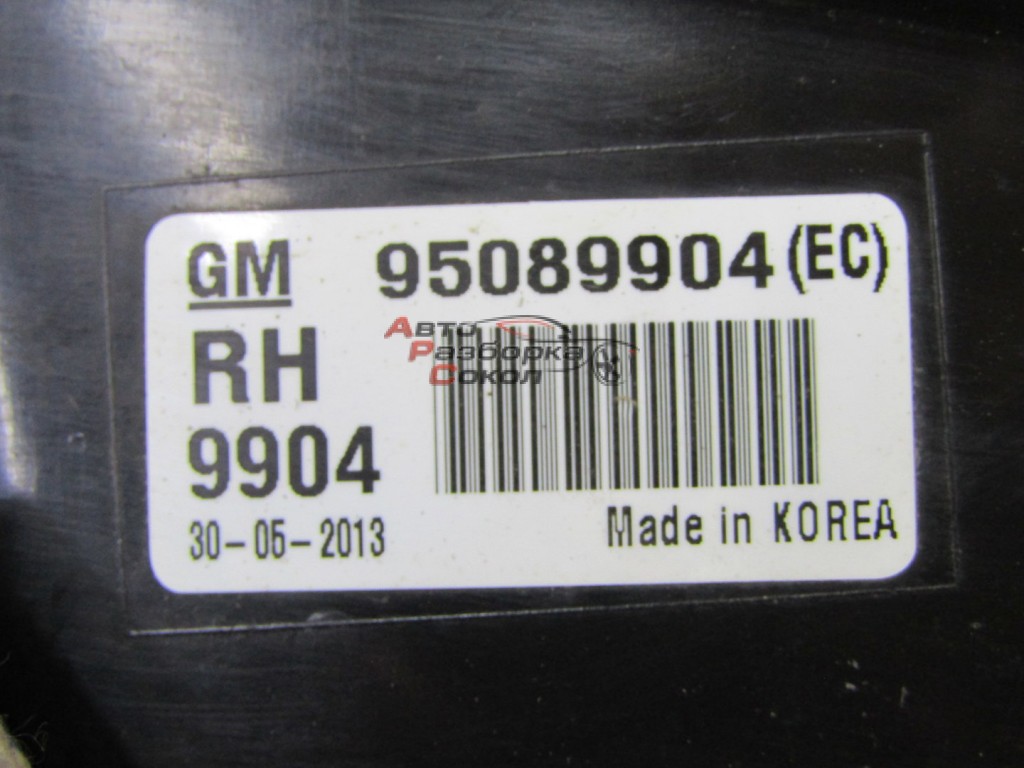 GM 95089904 (EC)
RH
Авто
Разборка
Сокол
9904
30-05-2013
Made in KOREA